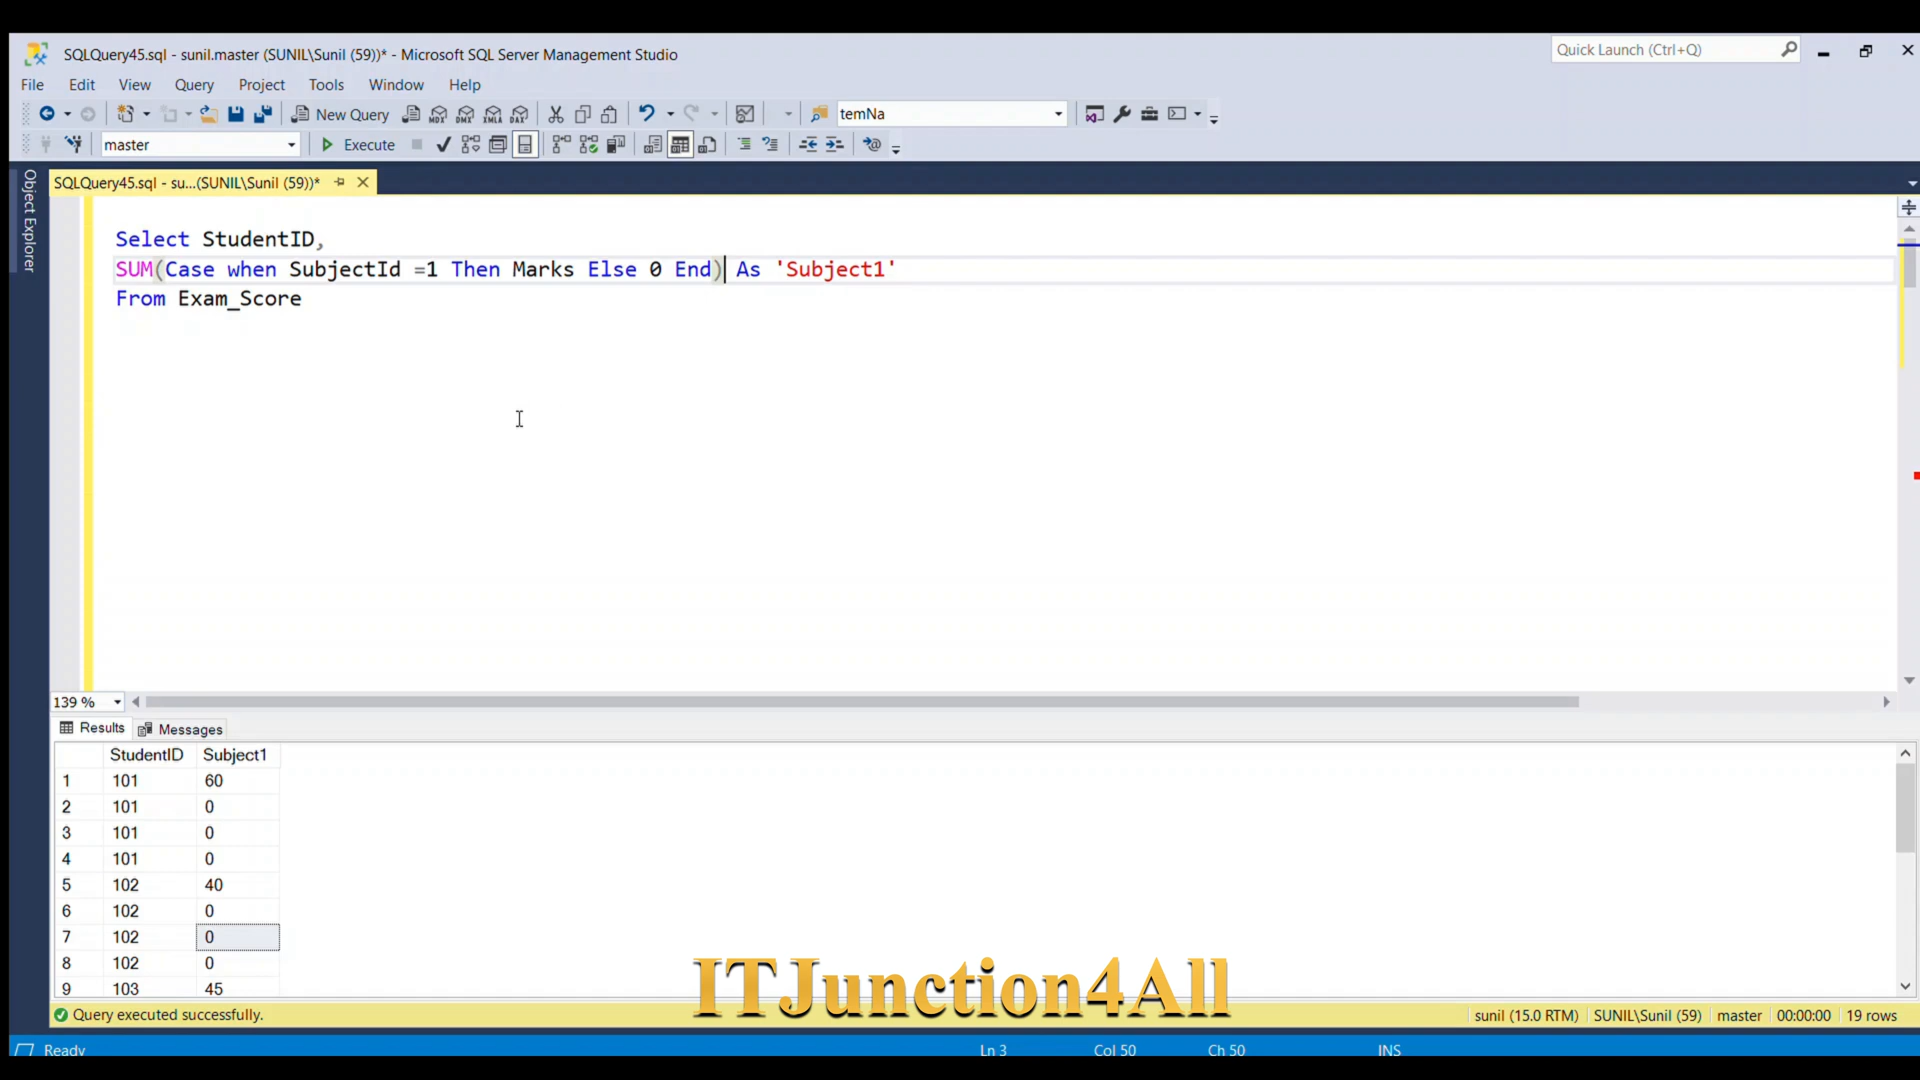 SQLQuery45.sql - sunil.master (SUNIL\Sunil (59))* - Microsoft SQL Server Management Studio
Quick Launch (Ctrl+Q)
File Edit View Query Project Tools Window Help
New Query
MDX DMX XMLA DAX
temNa
master
Execute
SQLQuery45.sql - su...(SUNIL\Sunil (59))*
Object Explorer
Select StudentID,
SUM(Case when SubjectId =1 Then Marks Else 0 End) As 'Subject1'
From Exam_Score
139 %
Results Messages
StudentID Subject1
1 101 60
2 101 0
3 101 0
4 101 0
5 102 40
6 102 0
7 102 0
8 102 0
9 103 45
ITJunction4All
Query executed successfully.
sunil (15.0 RTM) SUNIL\Sunil (59) master 00:00:00 19 rows
Ready Ln 3 Col 50 Ch 50 INS